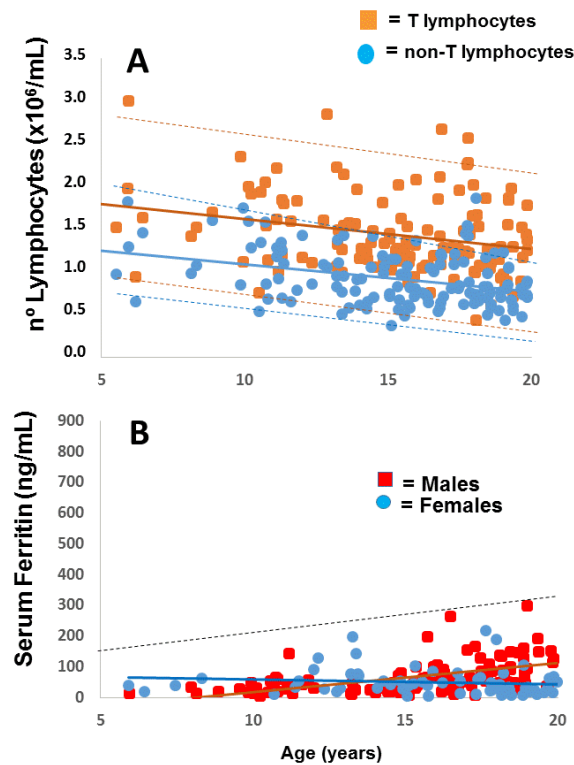 = T lymphocytes
= non-T lymphocytes
A
nº Lymphocytes (x10⁶/mL)
3.5
3.0
2.5
2.0
1.5
1.0
0.5
0.0
5 10 15 20
B
Serum Ferritin (ng/mL)
900
800
700
600
500
400
300
200
100
0
= Males
= Females
5 10 15 20
Age (years)